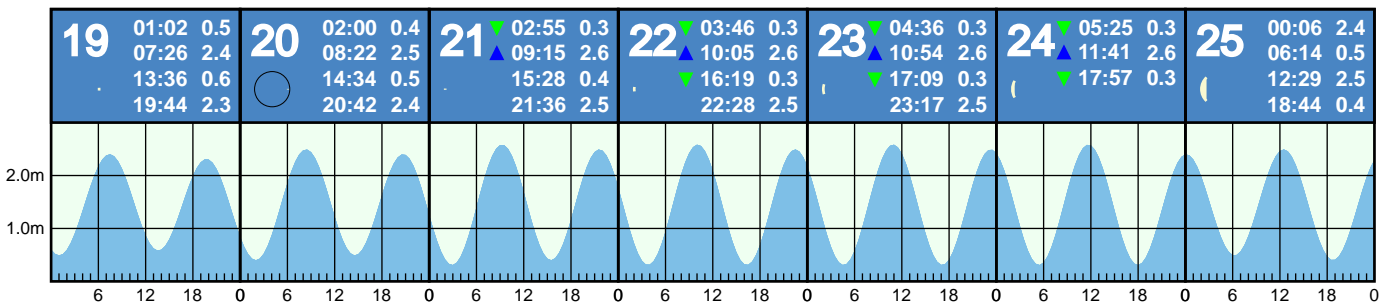 19 01:02 0.5
07:26 2.4
13:36 0.6
19:44 2.3
20 02:00 0.4
08:22 2.5
14:34 0.5
20:42 2.4
21 ▼ 02:55 0.3
▲ 09:15 2.6
15:28 0.4
21:36 2.5
22 ▼ 03:46 0.3
▲ 10:05 2.6
▼ 16:19 0.3
22:28 2.5
23 ▼ 04:36 0.3
▲ 10:54 2.6
▼ 17:09 0.3
23:17 2.5
24 ▼ 05:25 0.3
▲ 11:41 2.6
▼ 17:57 0.3
25 00:06 2.4
06:14 0.5
12:29 2.5
18:44 0.4
2.0m
1.0m
6 12 18 0 6 12 18 0 6 12 18 0 6 12 18 0 6 12 18 0 6 12 18 0 6 12 18 0